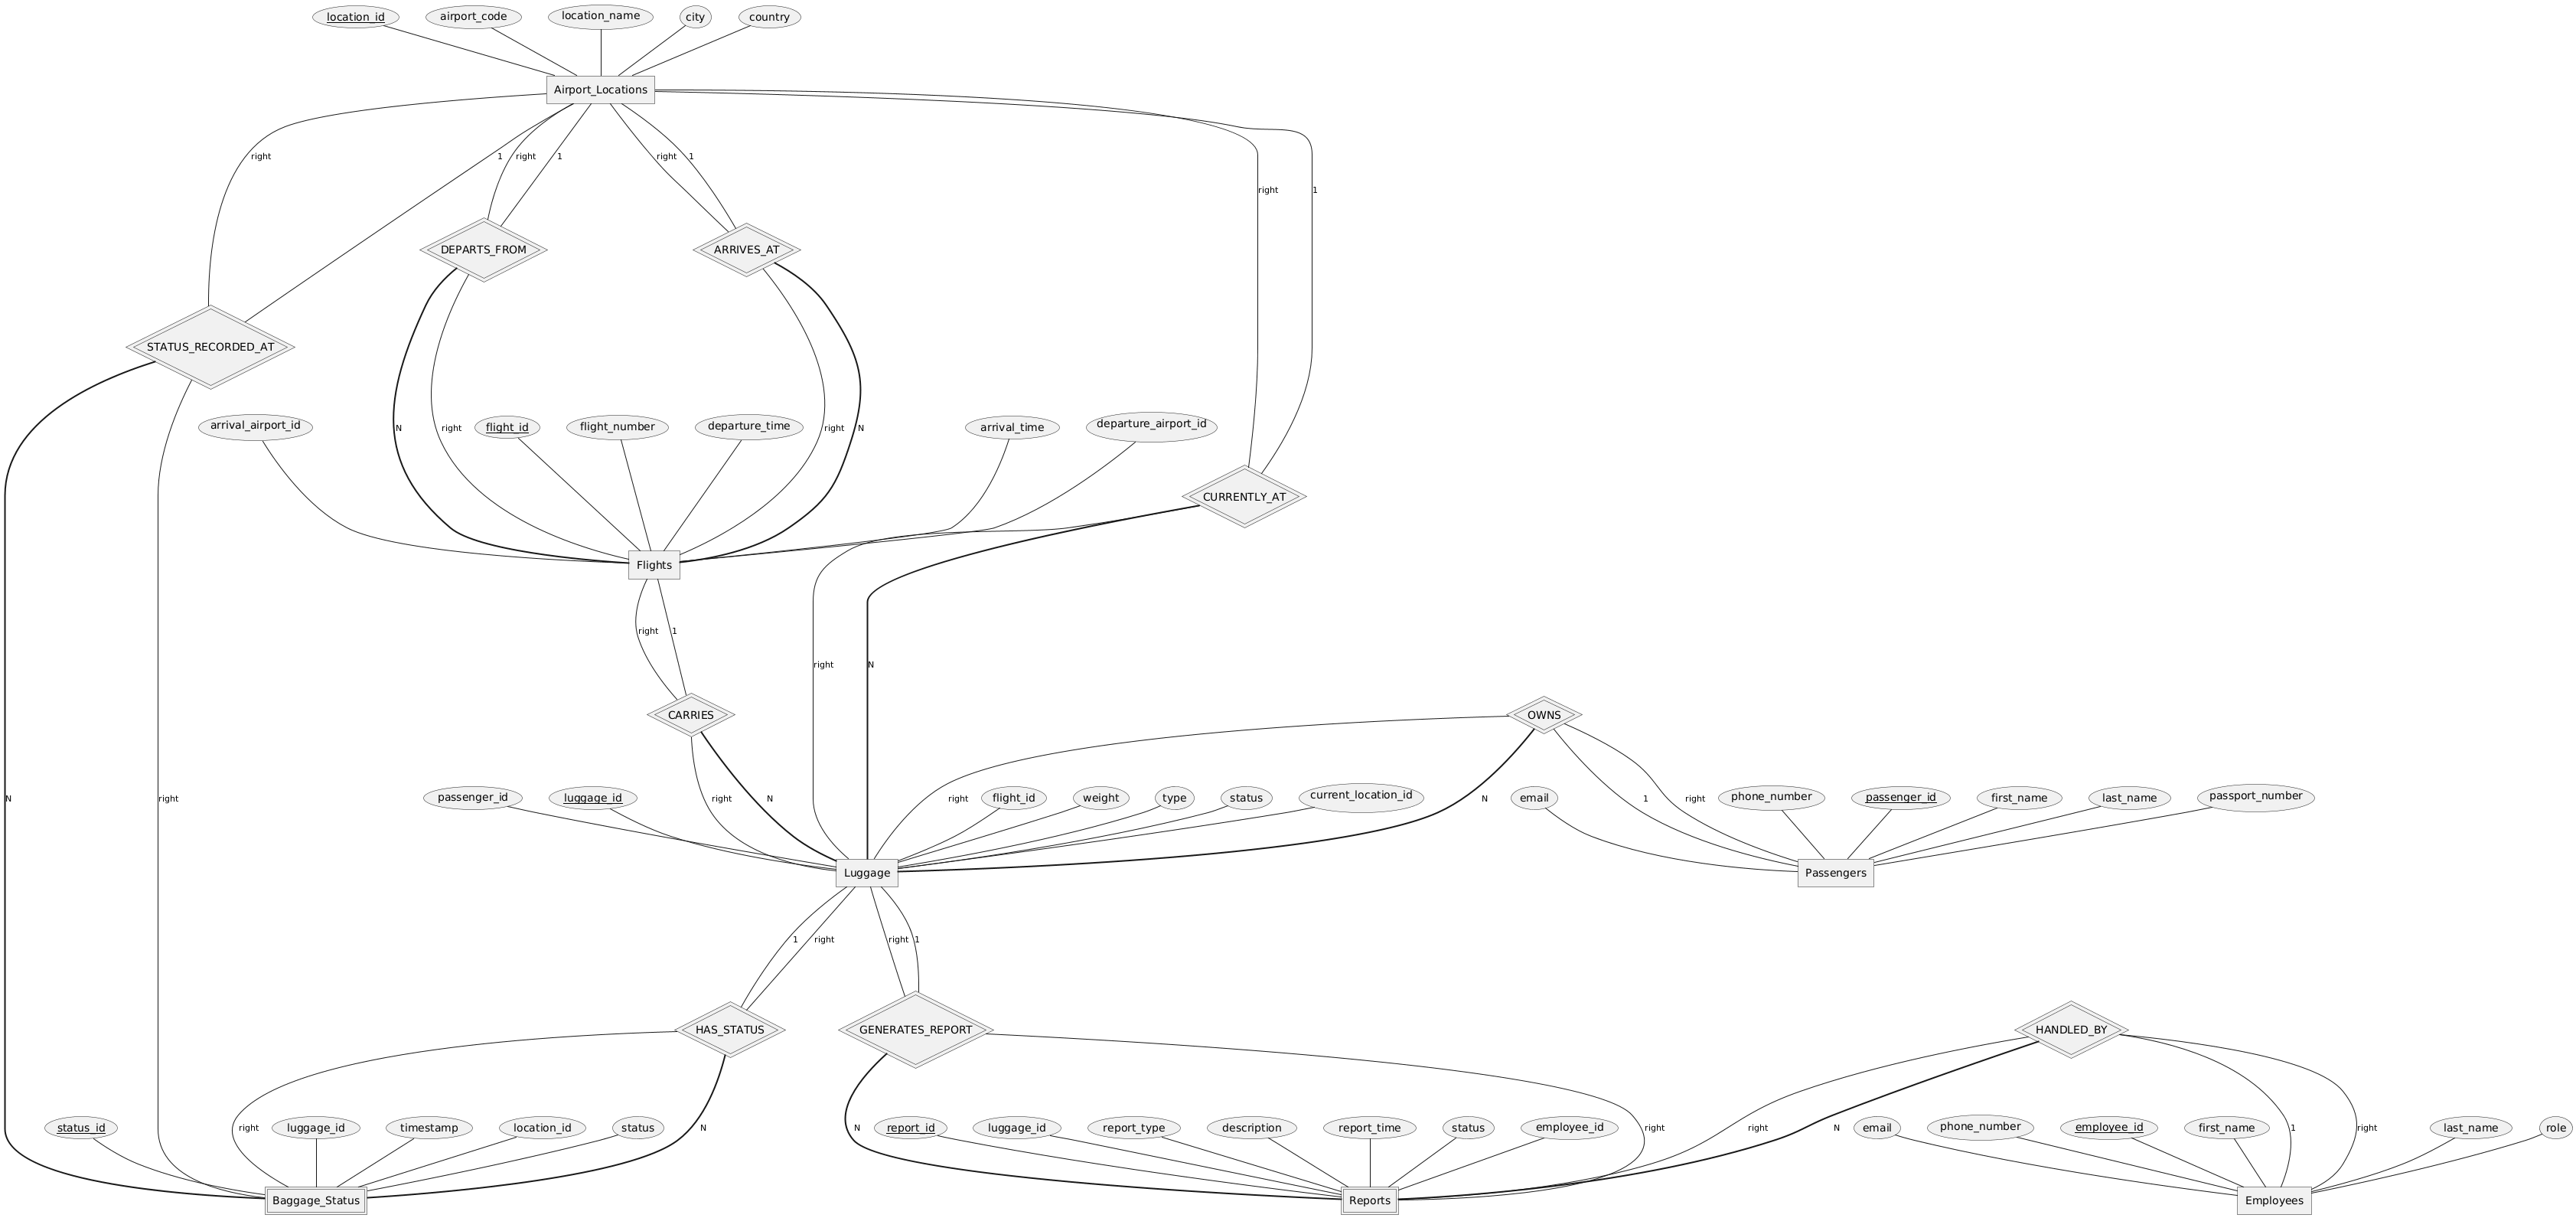 location_id
airport_code
location_name
city
country
Airport_Locations
right
1
right
1
right
1
right
1
DEPARTS_FROM
ARRIVES_AT
STATUS_RECORDED_AT
arrival_airport_id
N
right
flight_id
flight_number
departure_time
right
N
arrival_time
departure_airport_id
CURRENTLY_AT
Flights
right
1
right
N
CARRIES
OWNS
N
right
passenger_id
luggage_id
right
N
right
flight_id
weight
type
status
current_location_id
N
email
1
right
phone_number
passenger_id
first_name
last_name
passport_number
Luggage
Passengers
1
right
right
1
HAS_STATUS
GENERATES_REPORT
HANDLED_BY
status_id
right
luggage_id
timestamp
location_id
status
N
N
report_id
luggage_id
report_type
description
report_time
status
employee_id
right
right
N
email
phone_number
employee_id
first_name
1
right
last_name
role
Baggage_Status
Reports
Employees